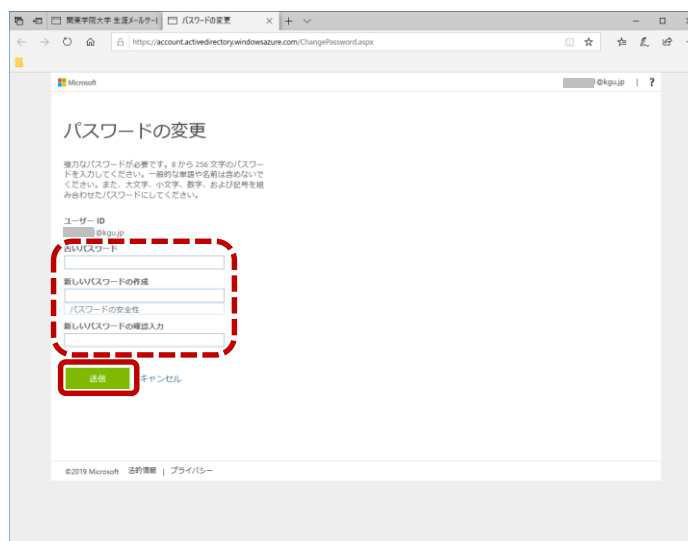 関東学院大学 生涯メールサート
パスワードの変更
https://account.activedirectory.windowsazure.com/ChangePassword.aspx
Microsoft
@kgu.jp | ?
パスワードの変更
強力なパスワードが必要です。8 から 256 文字のパスワー
ドを入力してください。一般的な単語や名前は含めないで
ください。また、大文字、小文字、数字、および記号を組
み合わせたパスワードにしてください。
ユーザー ID
@kgu.jp
古いパスワード
新しいパスワードの作成
パスワードの安全性
新しいパスワードの確認入力
送信 キャンセル
©2019 Microsoft 法的情報 | プライバシー